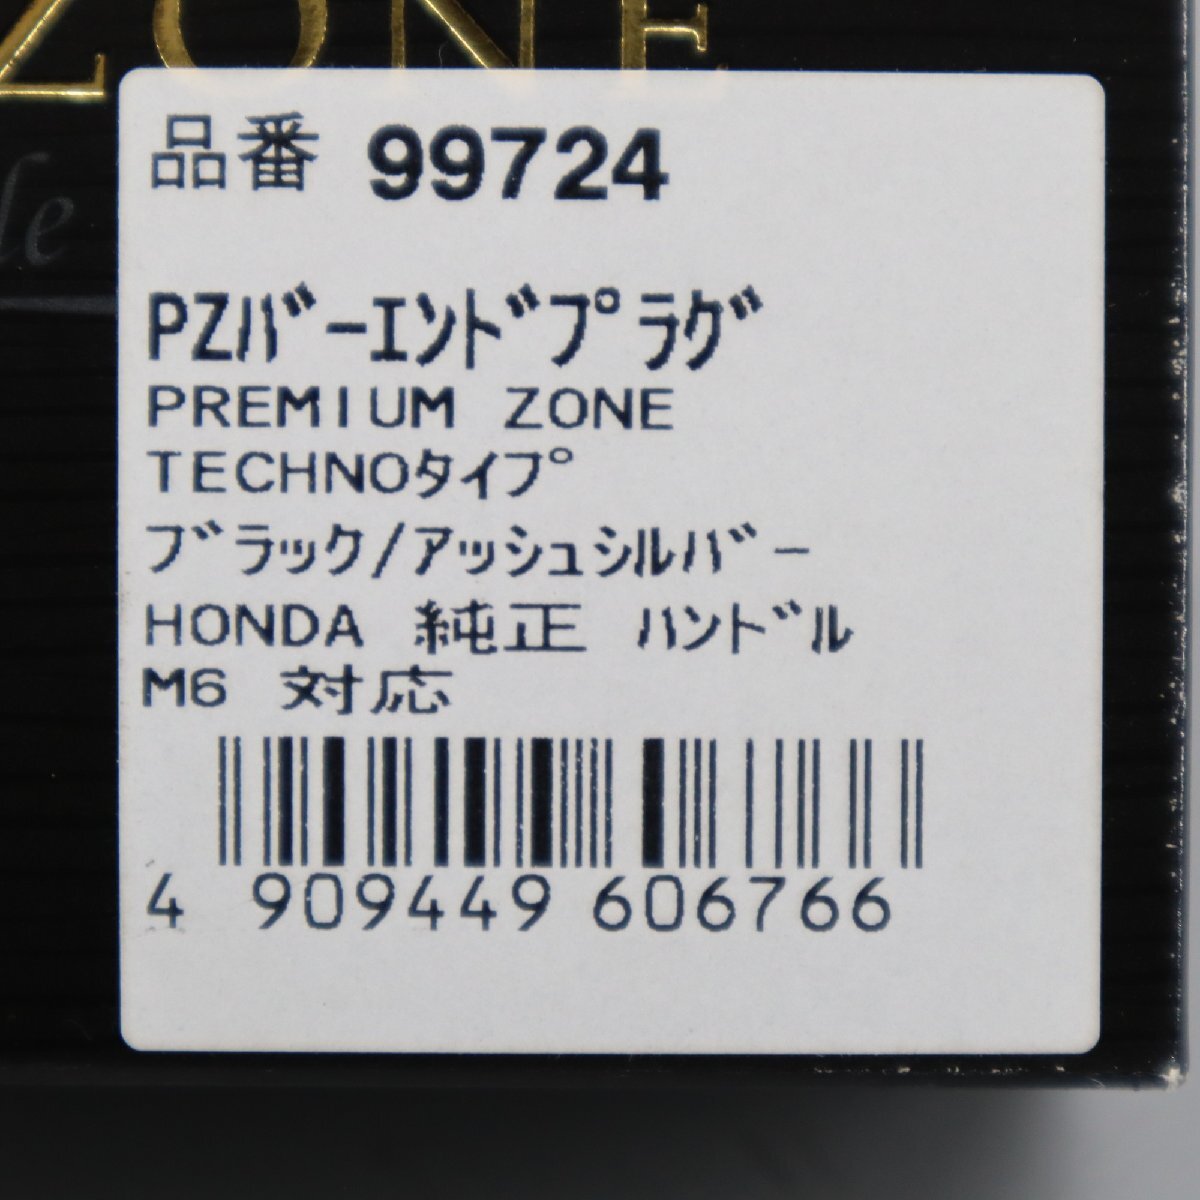 ZONE
品番 99724
PZバーエンドプラグ
PREMIUM ZONE
TECHNOタイプ
ブラック/アッシュシルバー
HONDA 純正 ハンドル
M6 対応
4 909449 606766